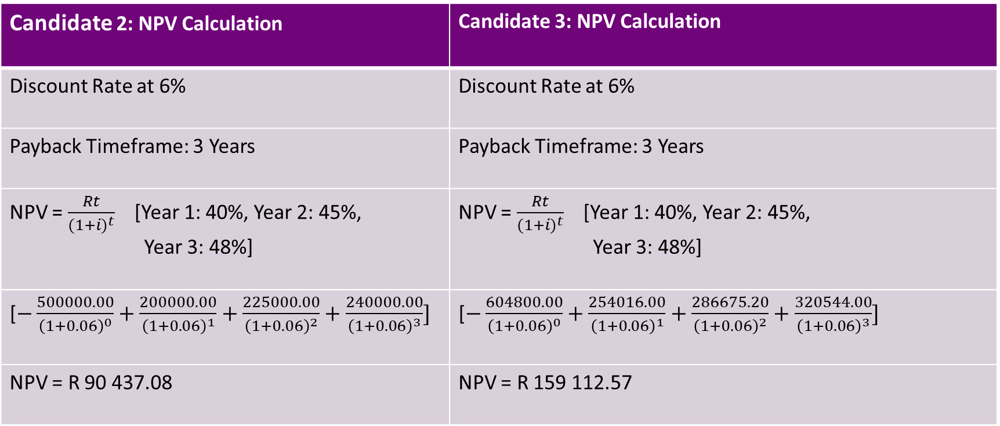 Candidate 2: NPV Calculation
Candidate 3: NPV Calculation
Discount Rate at 6%
Discount Rate at 6%
Payback Timeframe: 3 Years
Payback Timeframe: 3 Years
NPV = \frac{Rt}{(1+i)^t} [Year 1: 40%, Year 2: 45%,
Year 3: 48%]
NPV = \frac{Rt}{(1+i)^t} [Year 1: 40%, Year 2: 45%,
Year 3: 48%]
[−\frac{500000.00}{(1+0.06)^0} + \frac{200000.00}{(1+0.06)^1} + \frac{225000.00}{(1+0.06)^2} + \frac{240000.00}{(1+0.06)^3}]
[−\frac{604800.00}{(1+0.06)^0} + \frac{254016.00}{(1+0.06)^1} + \frac{286675.20}{(1+0.06)^2} + \frac{320544.00}{(1+0.06)^3}]
NPV = R 90 437.08
NPV = R 159 112.57